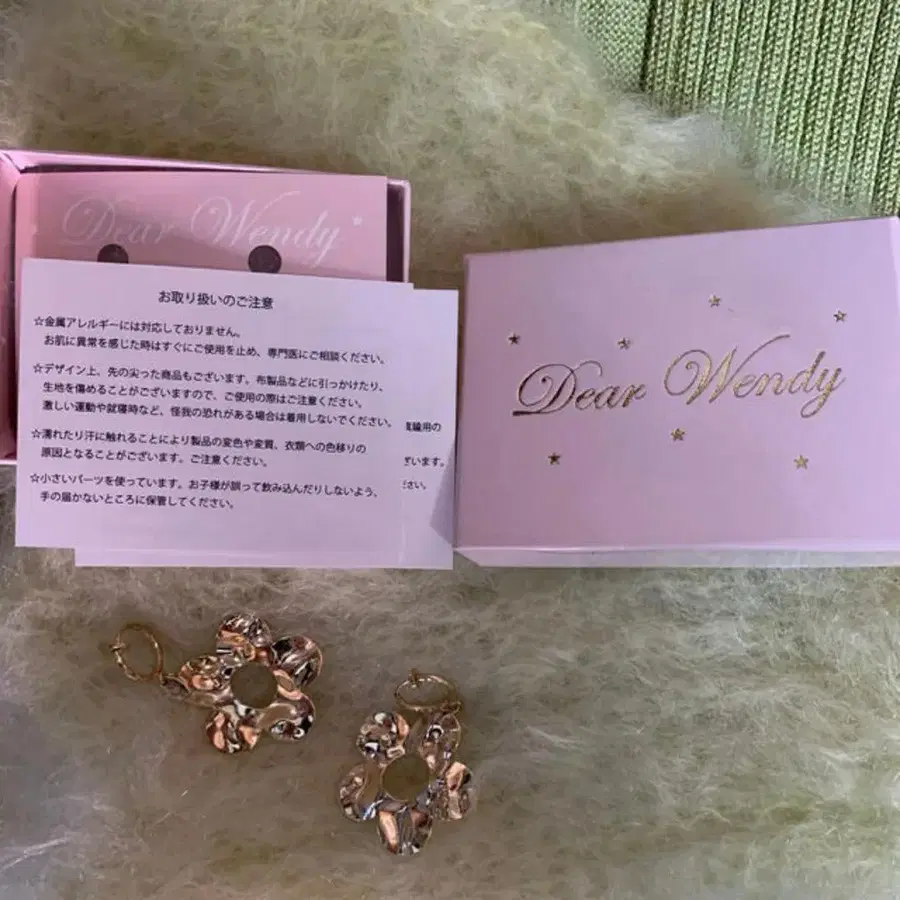 Dear Wendy
お取り扱いのご注意
☆金属アレルギーには対応しておりません。
お肌に異常を感じた時はすぐにご使用を止め、専門医にご相談ください。
☆デザイン上、先の尖った商品もございます。布製品などに引っかけたり、
生地を傷めることがございますので、ご使用の際はご注意ください。
激しい運動や就寝時など、怪我の恐れがある場合は着用しないでください。
☆濡れたり汗に触れることにより製品の変色や変質、衣類への色移りの
原因となることがございます。ご注意ください。
☆小さいパーツを使っています。お子様が誤って飲み込んだりしないよう、
手の届かないところに保管してください。
用の
ざいます。
ださい。
Dear Wendy